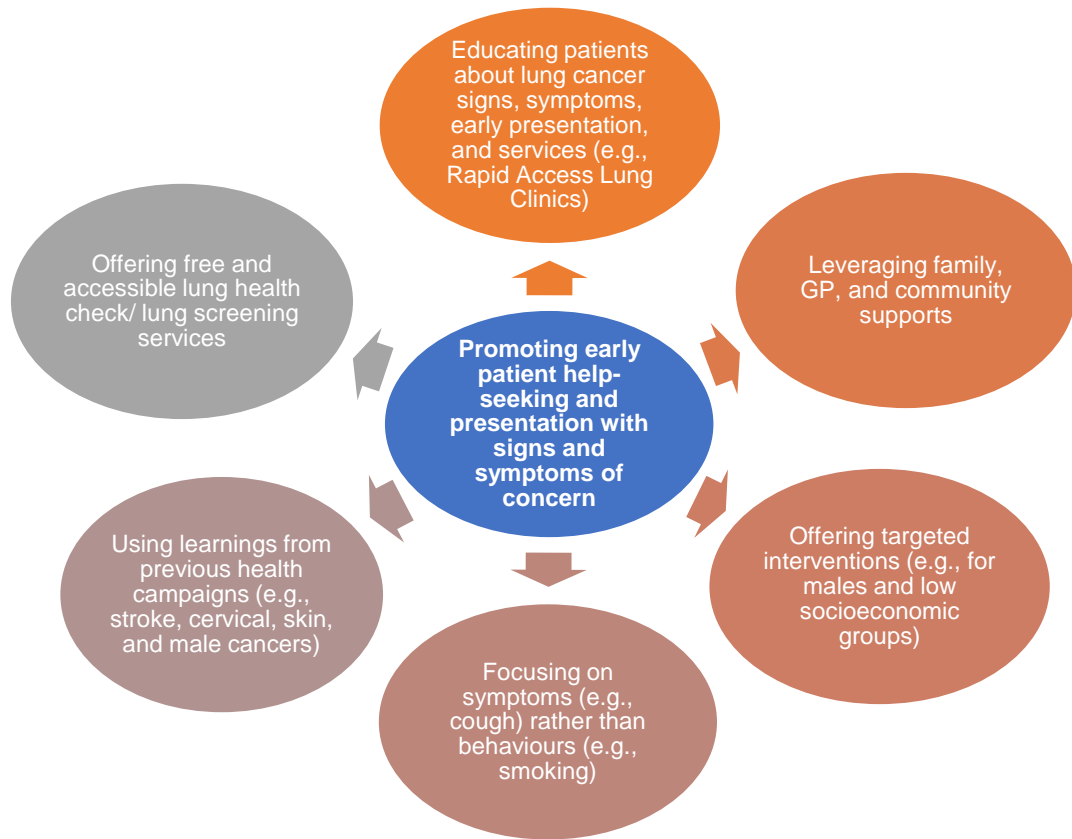 Educating patients
about lung cancer
signs, symptoms,
early presentation,
and services (e.g.,
Rapid Access Lung
Clinics)
Leveraging family,
GP, and community
supports
Offering targeted
interventions (e.g., for
males and low
socioeconomic
groups)
Focusing on
symptoms (e.g.,
cough) rather than
behaviours (e.g.,
smoking)
Using learnings from
previous health
campaigns (e.g.,
stroke, cervical, skin,
and male cancers)
Offering free and
accessible lung health
check/ lung screening
services
Promoting early
patient help-
seeking and
presentation with
signs and
symptoms of
concern